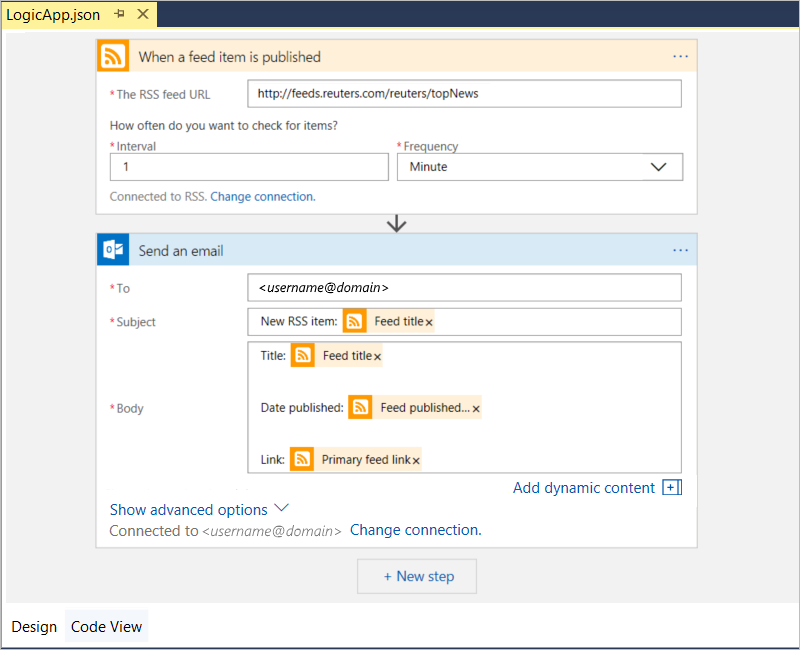 LogicApp.json
When a feed item is published
...
*The RSS feed URL
http://feeds.reuters.com/reuters/topNews
How often do you want to check for items?
*Interval *Frequency
1 Minute
Connected to RSS. Change connection.
Send an email
...
*To <username@domain>
*Subject New RSS item: Feed title×
Title: Feed title×
*Body Date published: Feed published...×
Link: Primary feed link×
Add dynamic content
Show advanced options
Connected to <username@domain> Change connection.
+ New step
Design Code View